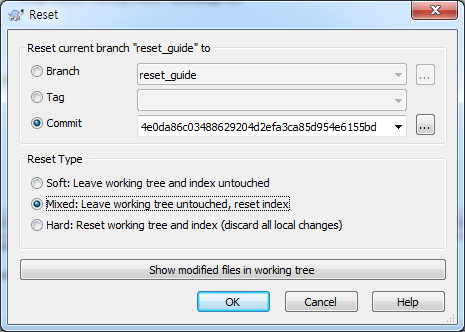 Reset
Reset current branch "reset_guide" to
Branch
reset_guide
...
Tag
Commit
4e0da86c03488629204d2efa3ca85d954e6155bd
...
Reset Type
Soft: Leave working tree and index untouched
Mixed: Leave working tree untouched, reset index
Hard: Reset working tree and index (discard all local changes)
Show modified files in working tree
OK
Cancel
Help